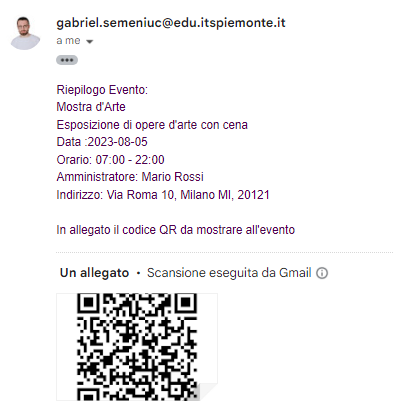 gabriel.semeniuc@edu.itspiemonte.it
a me
Riepilogo Evento:
Mostra d'Arte
Esposizione di opere d'arte con cena
Data :2023-08-05
Orario: 07:00 - 22:00
Amministratore: Mario Rossi
Indirizzo: Via Roma 10, Milano MI, 20121
In allegato il codice QR da mostrare all'evento
Un allegato • Scansione eseguita da Gmail